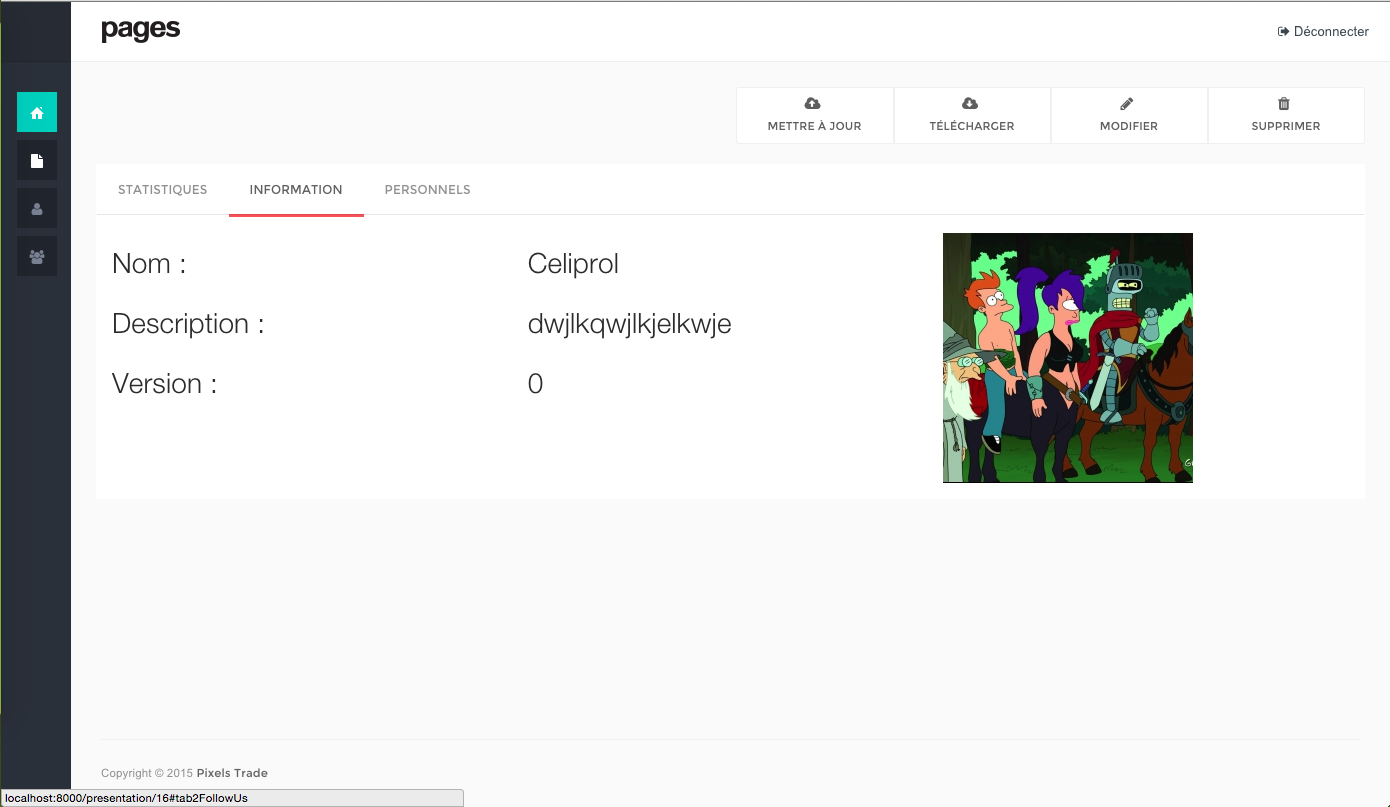 pages
Déconnecter
METTRE À JOUR
TÉLÉCHARGER
MODIFIER
SUPPRIMER
STATISTIQUES
INFORMATION
PERSONNELS
Nom : Celiprol
Description : dwjlkqwjlkjelkwje
Version : 0
Copyright © 2015 Pixels Trade
localhost:8000/presentation/16#tab2FollowUs